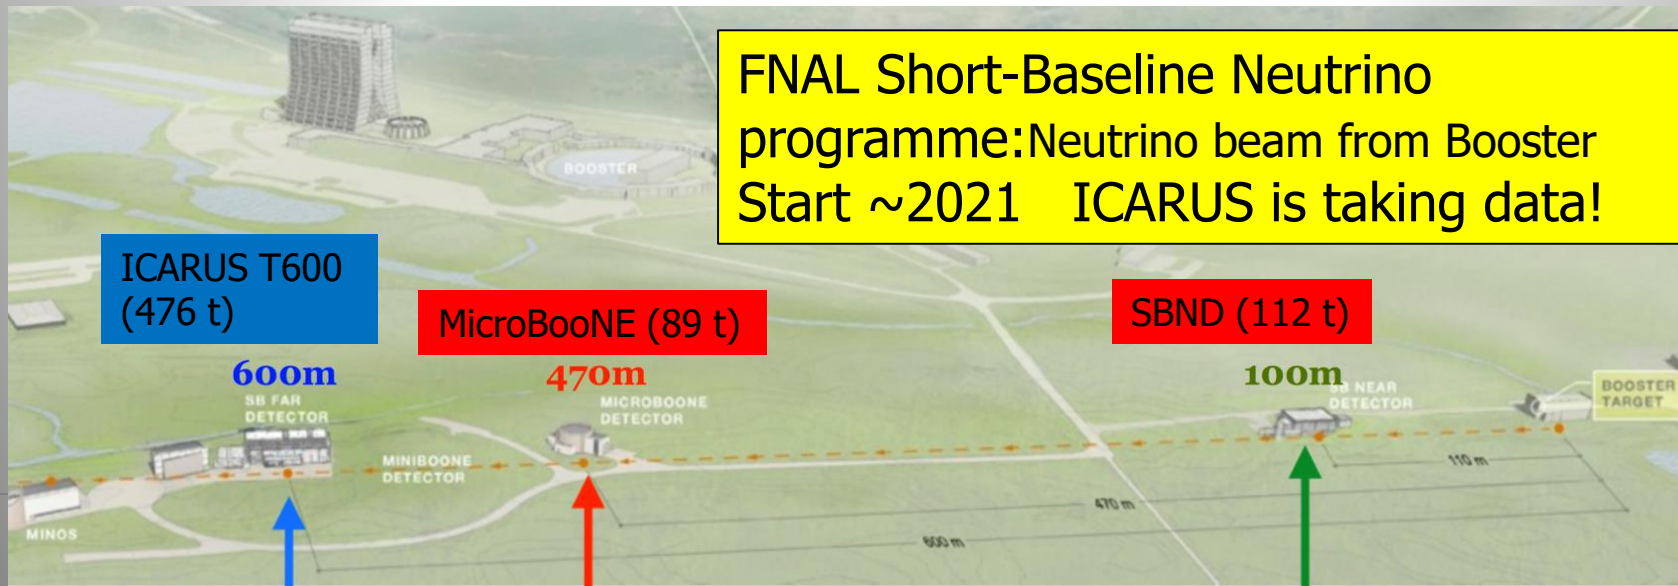 FNAL Short-Baseline Neutrino
programme:Neutrino beam from Booster
Start ~2021 ICARUS is taking data!
BOOSTER
ICARUS T600
(476 t)
MicroBooNE (89 t)
SBND (112 t)
600m
470m
100m
SB FAR
DETECTOR
MICROBOONE
DETECTOR
SB NEAR
DETECTOR
BOOSTER
TARGET
MINIBOONE
DETECTOR
110 m
470 m
600 m
MINOS